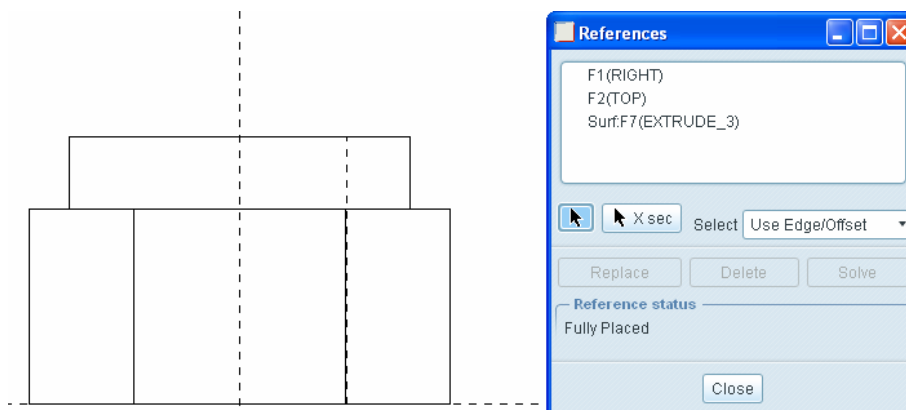 References
F1(RIGHT)
F2(TOP)
Surf:F7(EXTRUDE_3)
X sec
Select
Use Edge/Offset
Replace
Delete
Solve
Reference status
Fully Placed
Close